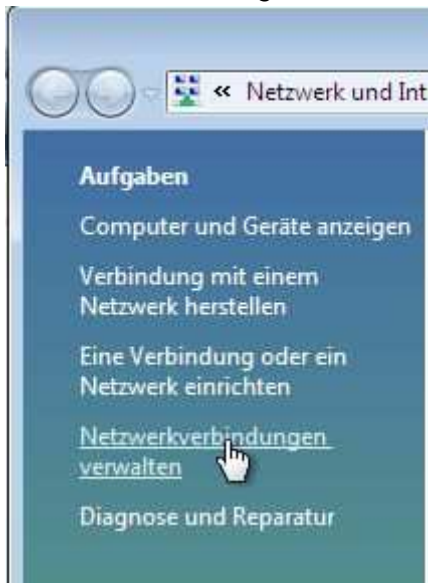 « Netzwerk und Int
Aufgaben
Computer und Geräte anzeigen
Verbindung mit einem
Netzwerk herstellen
Eine Verbindung oder ein
Netzwerk einrichten
Netzwerkverbindungen
verwalten
Diagnose und Reparatur